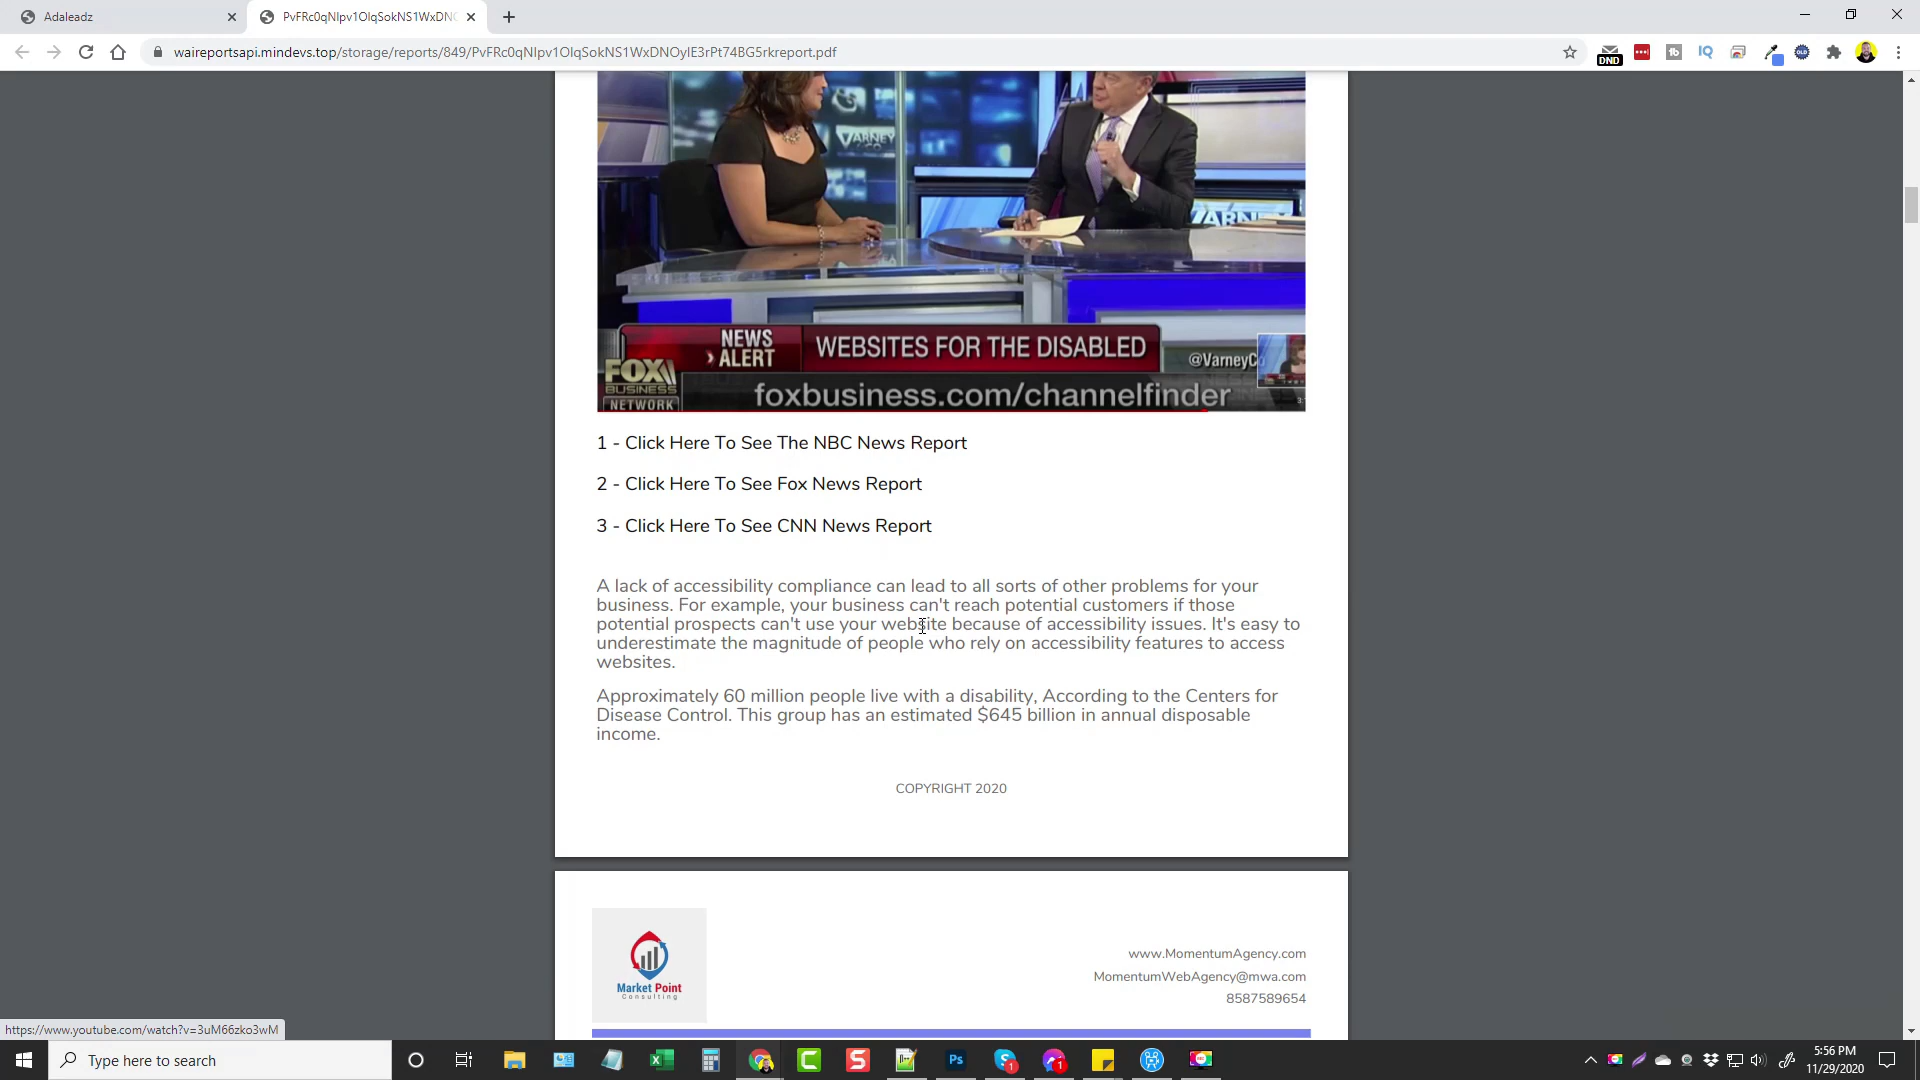 Adaleadz
PvFRc0qNIpv1OIqSokNS1WxDNO
waireportsapi.mindevs.top/storage/reports/849/PvFRc0qNIpv1OIqSokNS1WxDNOyIE3rPt74BG5rkreport.pdf
DND
VARNEY
NEWS
ALERT
WEBSITES FOR THE DISABLED
@VarneyC
FOX
BUSINESS
NETWORK
foxbusiness.com/channelfinder
1 - Click Here To See The NBC News Report
2 - Click Here To See Fox News Report
3 - Click Here To See CNN News Report
A lack of accessibility compliance can lead to all sorts of other problems for your
business. For example, your business can't reach potential customers if those
potential prospects can't use your website because of accessibility issues. It's easy to
underestimate the magnitude of people who rely on accessibility features to access
websites.
Approximately 60 million people live with a disability, According to the Centers for
Disease Control. This group has an estimated $645 billion in annual disposable
income.
COPYRIGHT 2020
Market Point
Consulting
www.MomentumAgency.com
MomentumWebAgency@mwa.com
8587589654
https://www.youtube.com/watch?v=3uM66zko3wM
Type here to search
5:56 PM
11/29/2020